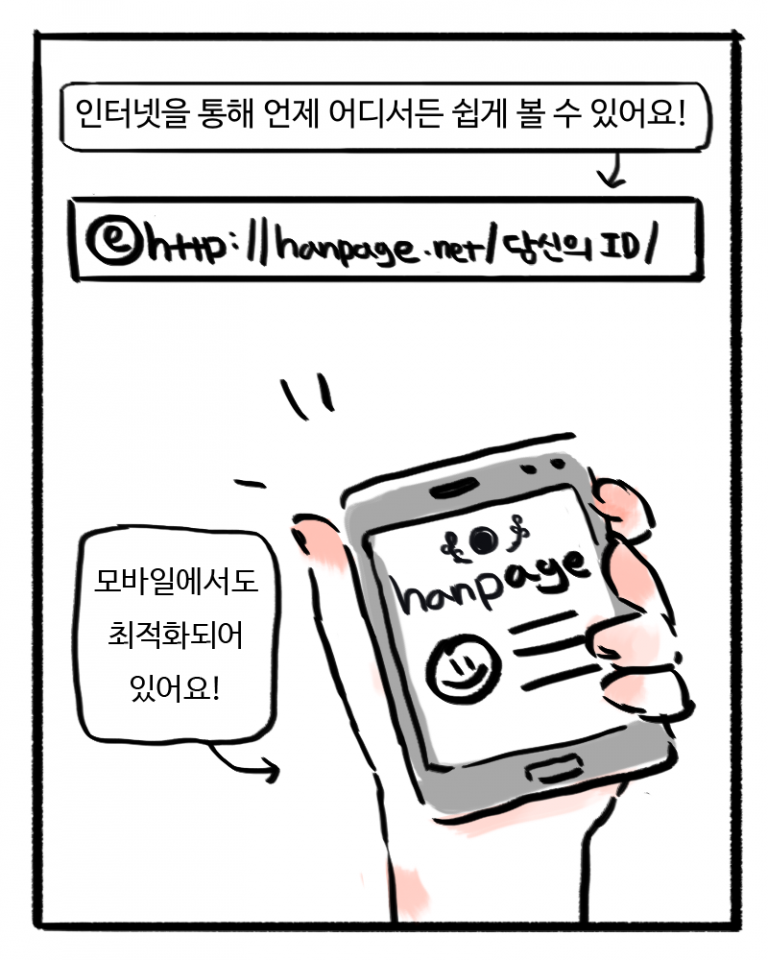 인터넷을 통해 언제 어디서든 쉽게 볼 수 있어요!
ⓔhttp://hanpage.net/당신의 ID/
hanpage
모바일에서도
최적화되어
있어요!